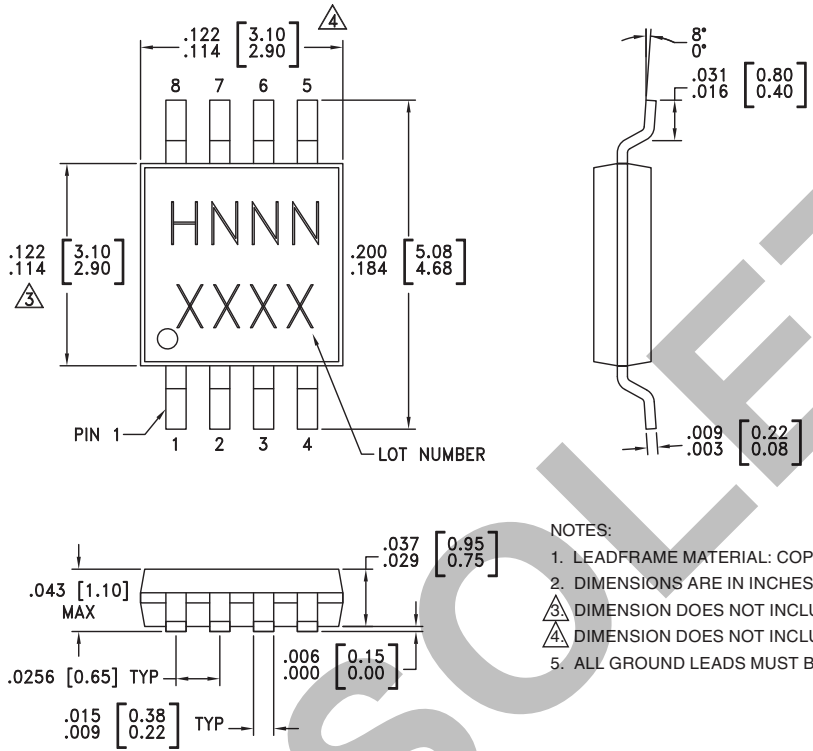 .122 [3.10]
.114 [2.90]
4
8 7 6 5
HNNN
XXXX
.122 [3.10]
.114 [2.90]
3
.200 [5.08]
.184 [4.68]
PIN 1
1 2 3 4
LOT NUMBER
8°
0°
.031 [0.80]
.016 [0.40]
.009 [0.22]
.003 [0.08]
.043 [1.10]
MAX
.037 [0.95]
.029 [0.75]
.0256 [0.65] TYP
.006 [0.15]
.000 [0.00]
.015 [0.38]
.009 [0.22] TYP
NOTES:
1. LEADFRAME MATERIAL: COP
2. DIMENSIONS ARE IN INCHES
3. DIMENSION DOES NOT INCLU
4. DIMENSION DOES NOT INCLU
5. ALL GROUND LEADS MUST B
SOLE